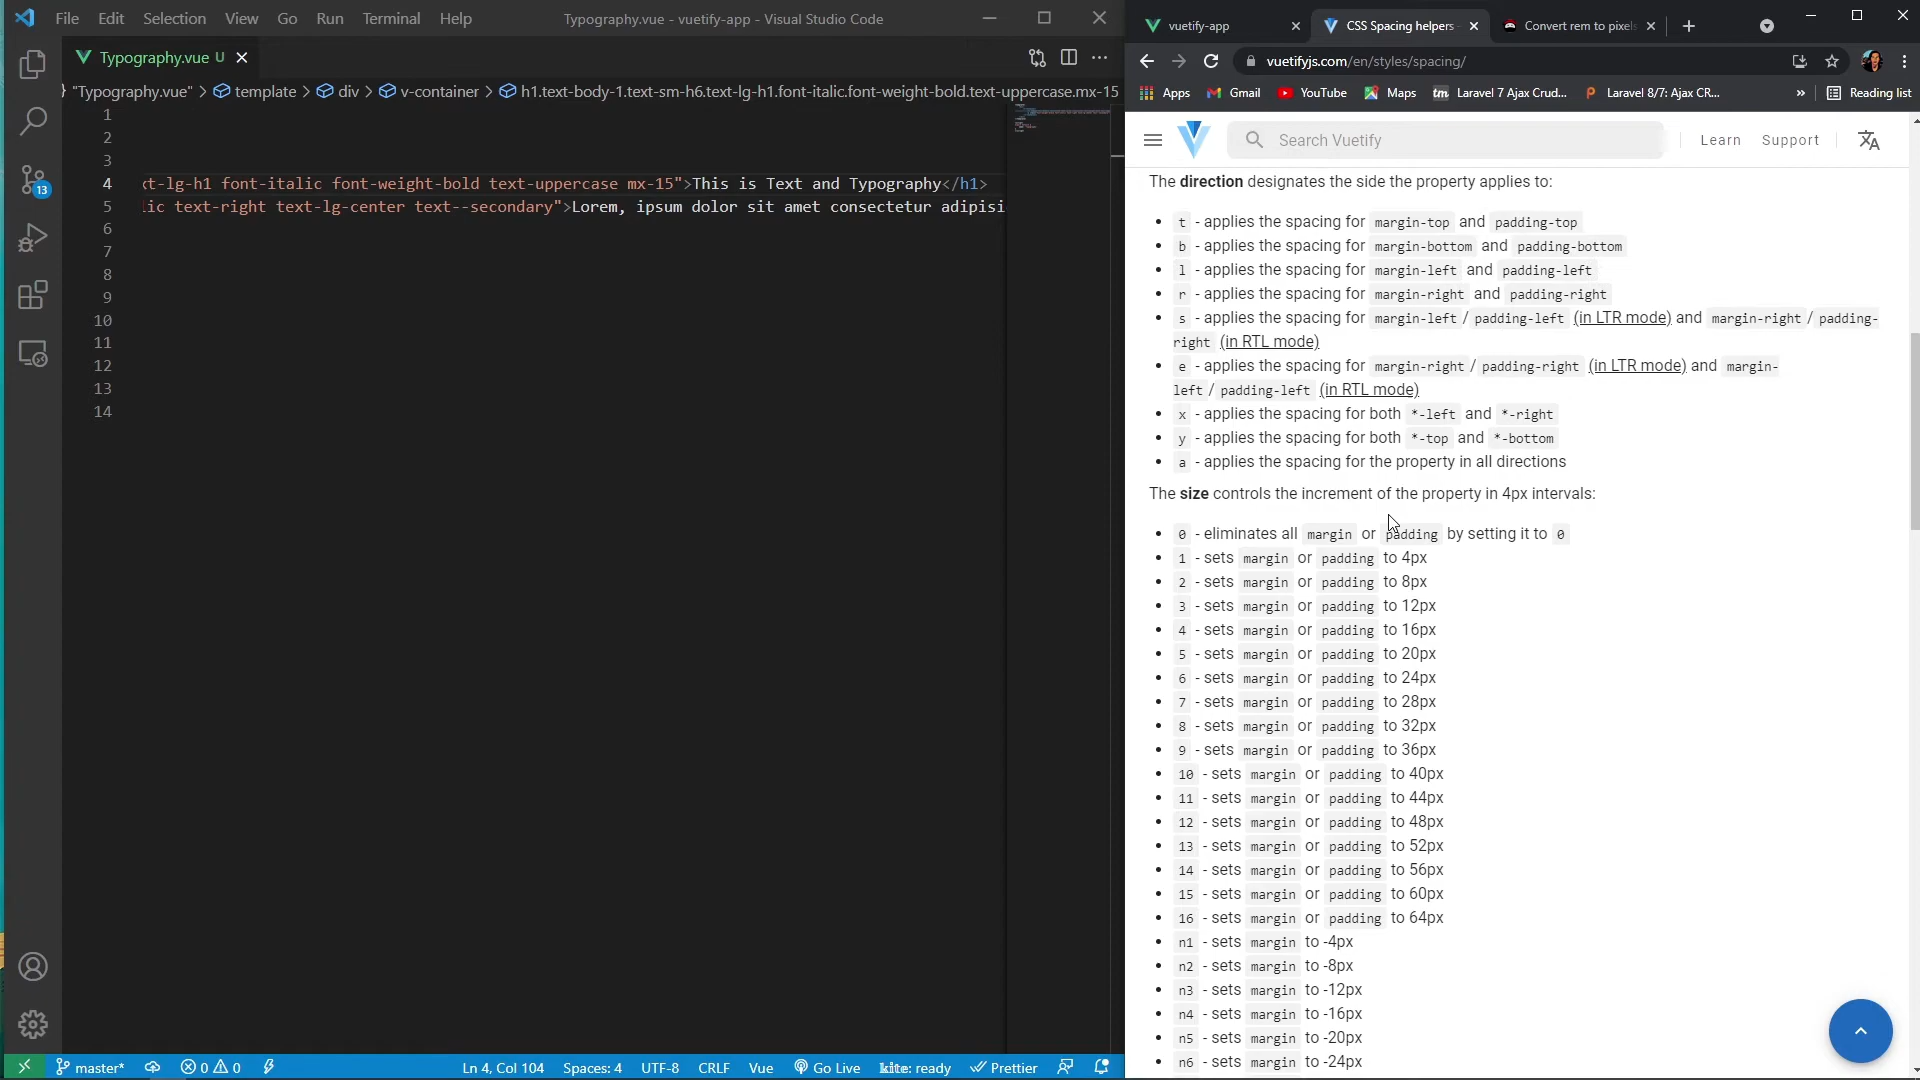 File Edit Selection View Go Run Terminal Help
Typography.vue - vuetify-app - Visual Studio Code
Typography.vue U
"Typography.vue" > template > div > v-container > h1.text-body-1.text-sm-h6.text-lg-h1.font-italic.font-weight-bold.text-uppercase.mx-15
1
2
3
4 xt-lg-h1 font-italic font-weight-bold text-uppercase mx-15">This is Text and Typography</h1>
5 lic text-right text-lg-center text--secondary">Lorem, ipsum dolor sit amet consectetur adipisi
6
7
8
9
10
11
12
13
14
13
master* 0 0 Ln 4, Col 104 Spaces: 4 UTF-8 CRLF Vue Go Live kite: ready Prettier
vuetify-app CSS Spacing helpers Convert rem to pixels
vuetifyjs.com/en/styles/spacing/
Apps Gmail YouTube Maps tm Laravel 7 Ajax Crud... Laravel 8/7: Ajax CR... » Reading list
Search Vuetify Learn Support
The direction designates the side the property applies to:
t - applies the spacing for margin-top and padding-top
b - applies the spacing for margin-bottom and padding-bottom
l - applies the spacing for margin-left and padding-left
r - applies the spacing for margin-right and padding-right
s - applies the spacing for margin-left / padding-left (in LTR mode) and margin-right / padding-
right (in RTL mode)
e - applies the spacing for margin-right / padding-right (in LTR mode) and margin-
left / padding-left (in RTL mode)
x - applies the spacing for both *-left and *-right
y - applies the spacing for both *-top and *-bottom
a - applies the spacing for the property in all directions
The size controls the increment of the property in 4px intervals:
0 - eliminates all margin or padding by setting it to 0
1 - sets margin or padding to 4px
2 - sets margin or padding to 8px
3 - sets margin or padding to 12px
4 - sets margin or padding to 16px
5 - sets margin or padding to 20px
6 - sets margin or padding to 24px
7 - sets margin or padding to 28px
8 - sets margin or padding to 32px
9 - sets margin or padding to 36px
10 - sets margin or padding to 40px
11 - sets margin or padding to 44px
12 - sets margin or padding to 48px
13 - sets margin or padding to 52px
14 - sets margin or padding to 56px
15 - sets margin or padding to 60px
16 - sets margin or padding to 64px
n1 - sets margin to -4px
n2 - sets margin to -8px
n3 - sets margin to -12px
n4 - sets margin to -16px
n5 - sets margin to -20px
n6 - sets margin to -24px